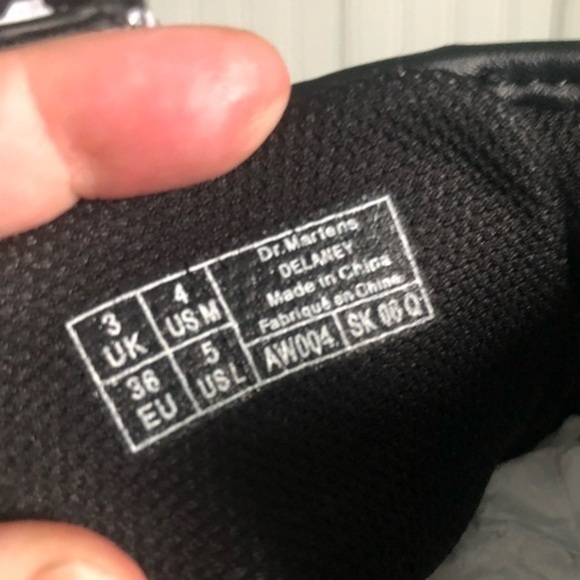 3 UK
4 US M
36 EU
5 US L
Dr.Martens
DELANEY
Made in China
Fabriqué en Chine
AW004
SK 06 Q